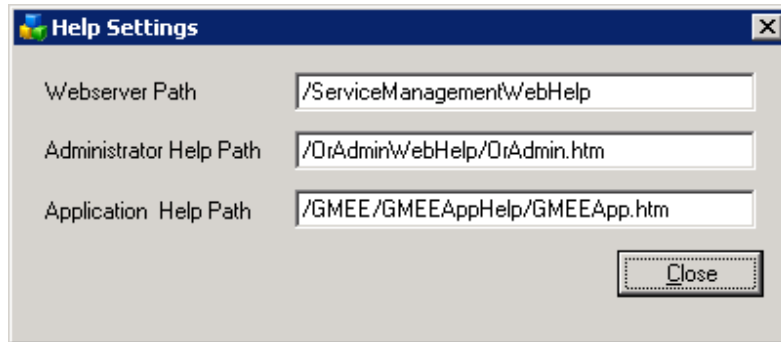 Help Settings
Webserver Path /ServiceManagementWebHelp
Administrator Help Path /OrAdminWebHelp/OrAdmin.htm
Application Help Path /GMEE/GMEEAppHelp/GMEEApp.htm
Close